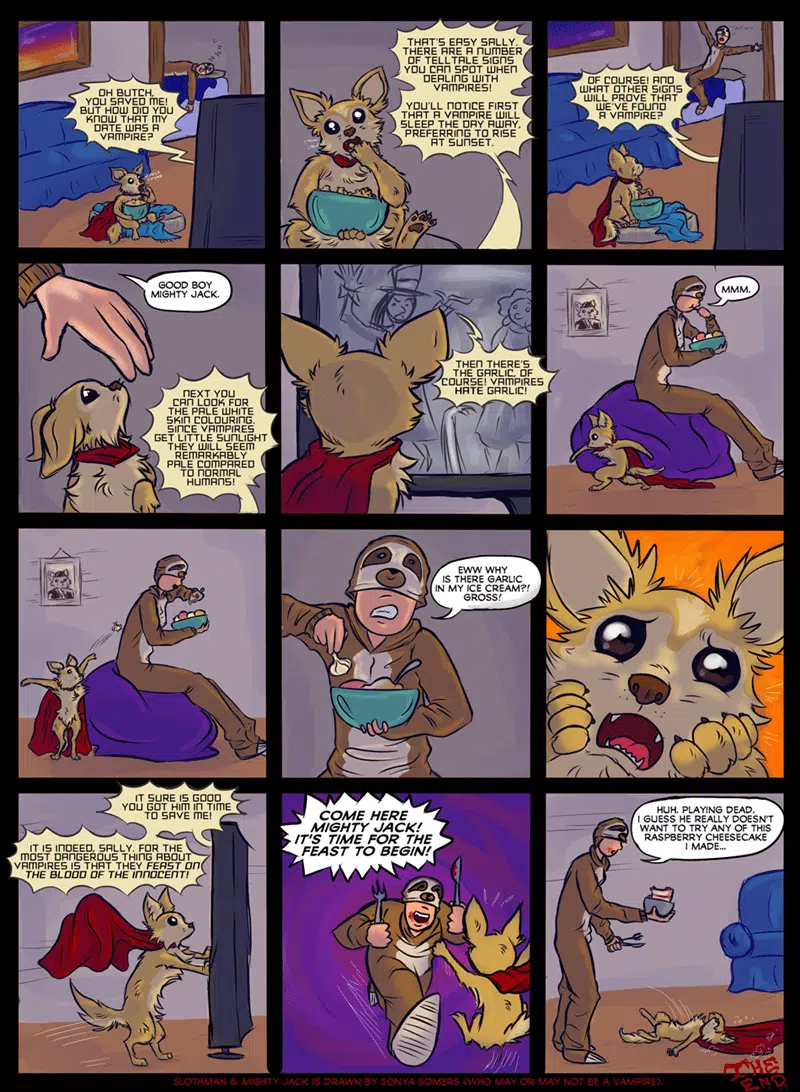 OH BUTCH,
YOU SAVED ME!
BUT HOW DID YOU
KNOW THAT MY
DATE WAS A
VAMPIRE?
THAT'S EASY SALLY.
THERE ARE A NUMBER
OF TELLTALE SIGNS
YOU CAN SPOT WHEN
DEALING WITH
VAMPIRES!
YOU'LL NOTICE FIRST
THAT A VAMPIRE WILL
SLEEP THE DAY AWAY,
PREFERRING TO RISE
AT SUNSET.
YAWN
OF COURSE! AND
WHAT OTHER SIGNS
WILL PROVE THAT
WE'VE FOUND
A VAMPIRE?
GOOD BOY
MIGHTY JACK.
NEXT YOU
CAN LOOK FOR
THE PALE WHITE
SKIN COLOURING.
SINCE VAMPIRES
GET LITTLE SUNLIGHT
THEY WILL SEEM
REMARKABLY
PALE COMPARED
TO NORMAL
HUMANS!
THEN THERE'S
THE GARLIC, OF
COURSE! VAMPIRES
HATE GARLIC!
MMM.
EWW WHY
IS THERE GARLIC
IN MY ICE CREAM?!
GROSS!
IT SURE IS GOOD
YOU GOT HIM IN TIME
TO SAVE ME!
IT IS INDEED, SALLY. FOR THE
MOST DANGEROUS THING ABOUT
VAMPIRES IS THAT THEY FEAST ON
THE BLOOD OF THE INNOCENT!
COME HERE
MIGHTY JACK!
IT'S TIME FOR THE
FEAST TO BEGIN!
HUH. PLAYING DEAD.
I GUESS HE REALLY DOESN'T
WANT TO TRY ANY OF THIS
RASPBERRY CHEESECAKE
I MADE...
THE
END
SLOTHMAN & MIGHTY JACK IS DRAWN BY SONYA SOMERS (WHO MAY OR MAY NOT BE A VAMPIRE).